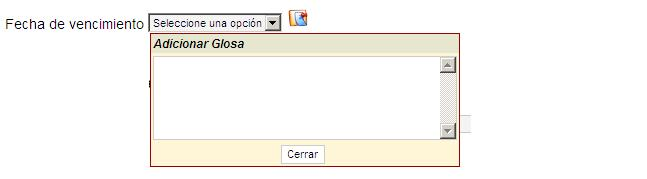 Fecha de vencimiento Seleccione una opción
Adicionar Glosa
Cerrar